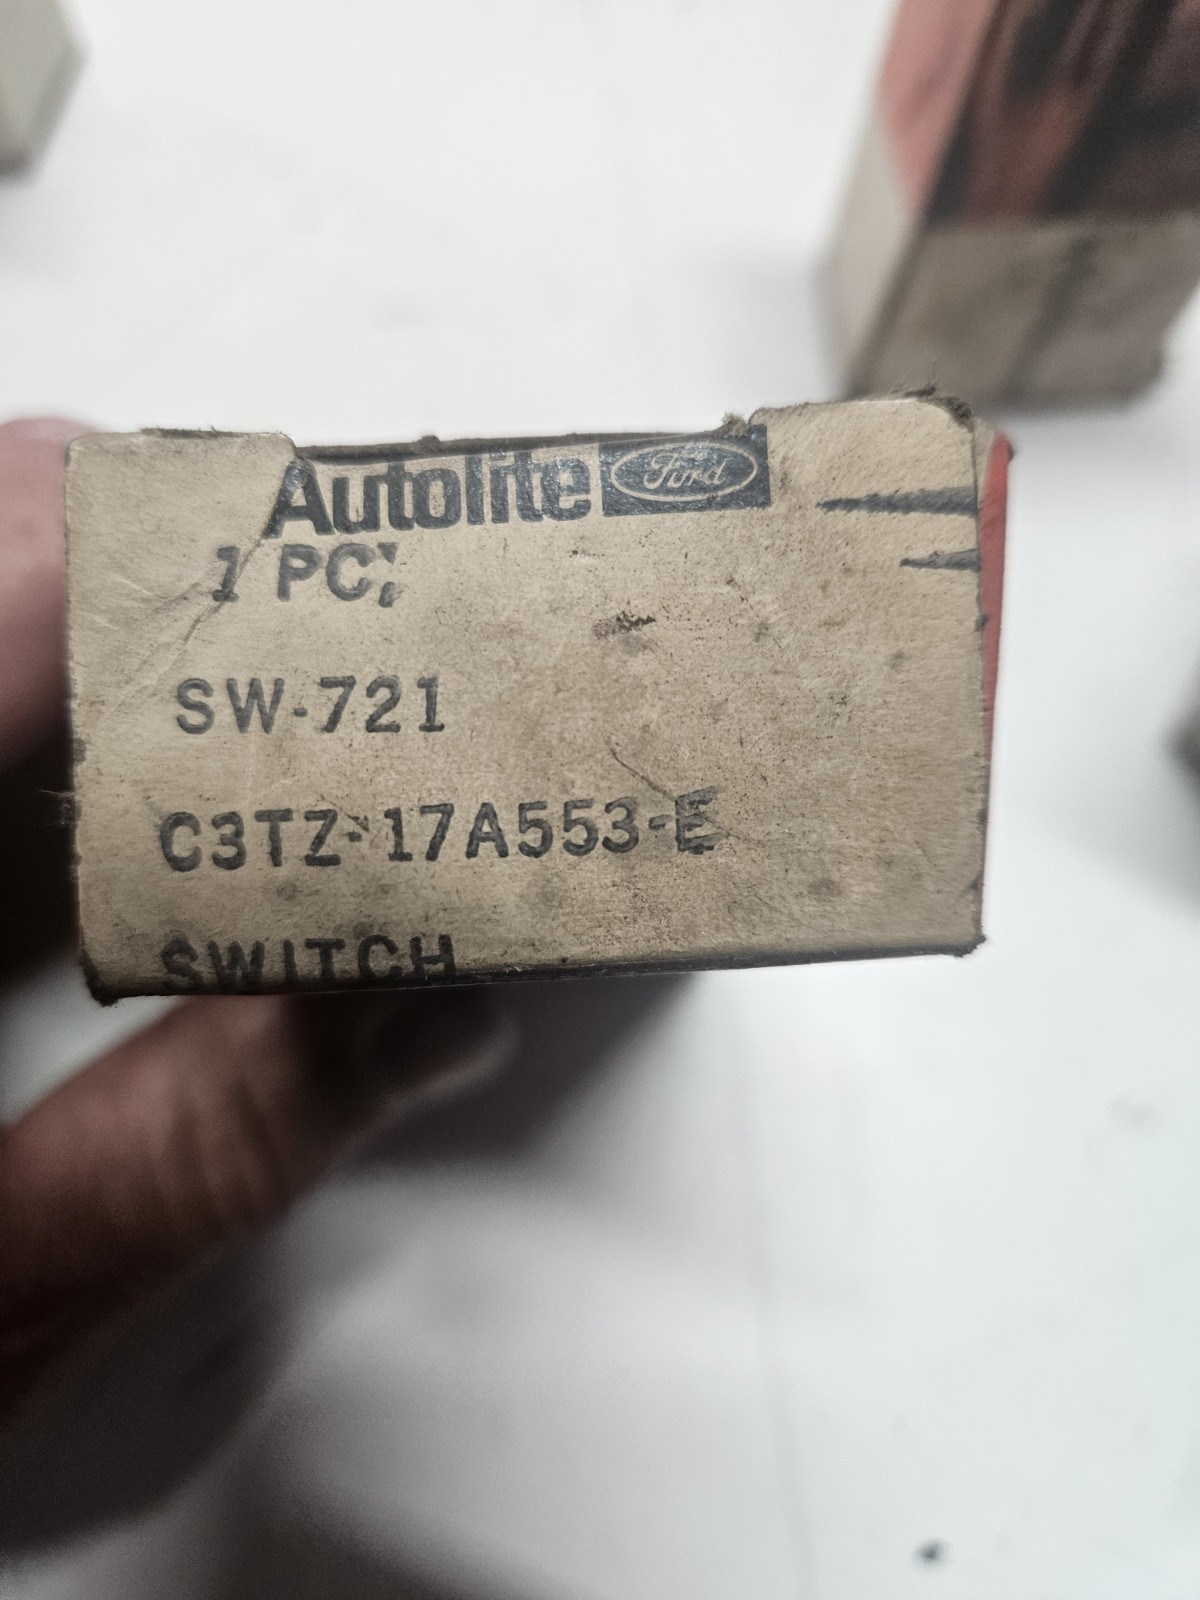 Autolite Ford
1 PC.
SW-721
C3TZ-17A553-E
SWITCH